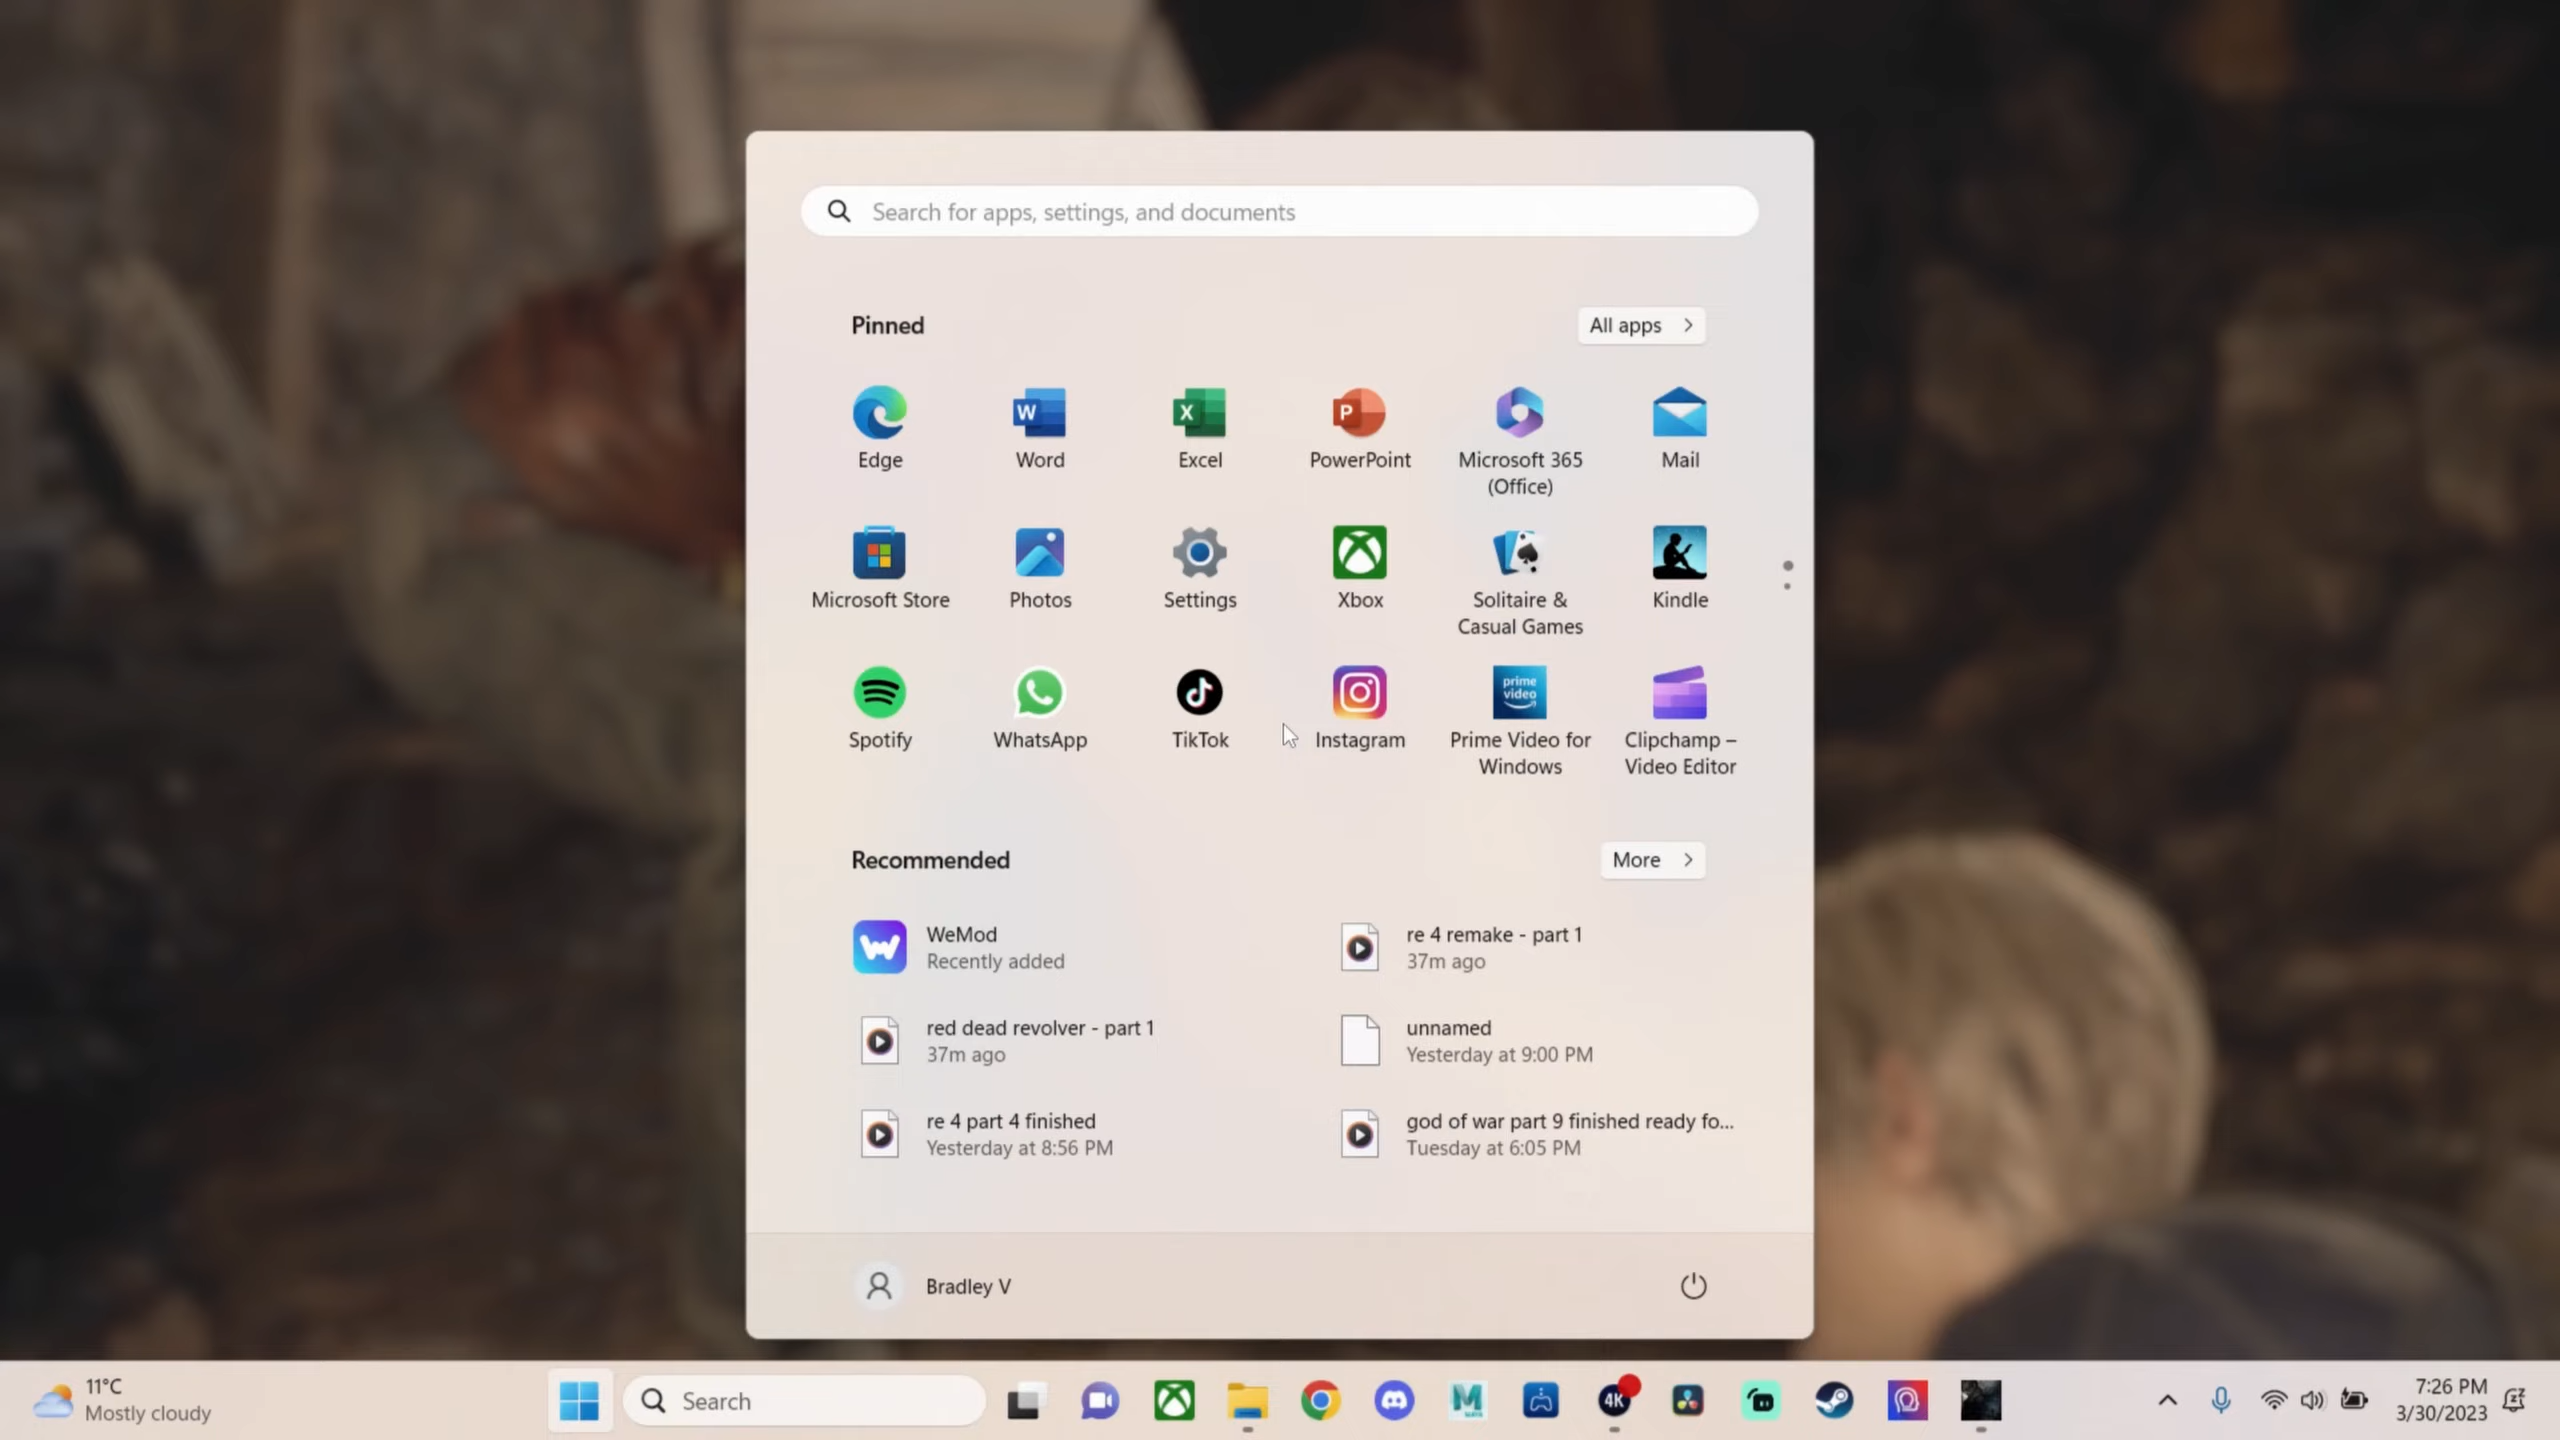 Search for apps, settings, and documents
Pinned
All apps
Edge
Word
Excel
PowerPoint
Microsoft 365
(Office)
Mail
Microsoft Store
Photos
Settings
Xbox
Solitaire &
Casual Games
Kindle
prime
video
Spotify
WhatsApp
TikTok
Instagram
Prime Video for
Windows
Clipchamp –
Video Editor
Recommended
More
WeMod
Recently added
re 4 remake - part 1
37m ago
red dead revolver - part 1
37m ago
unnamed
Yesterday at 9:00 PM
re 4 part 4 finished
Yesterday at 8:56 PM
god of war part 9 finished ready fo...
Tuesday at 6:05 PM
Bradley V
11°C
Mostly cloudy
Search
4K
7:26 PM
3/30/2023